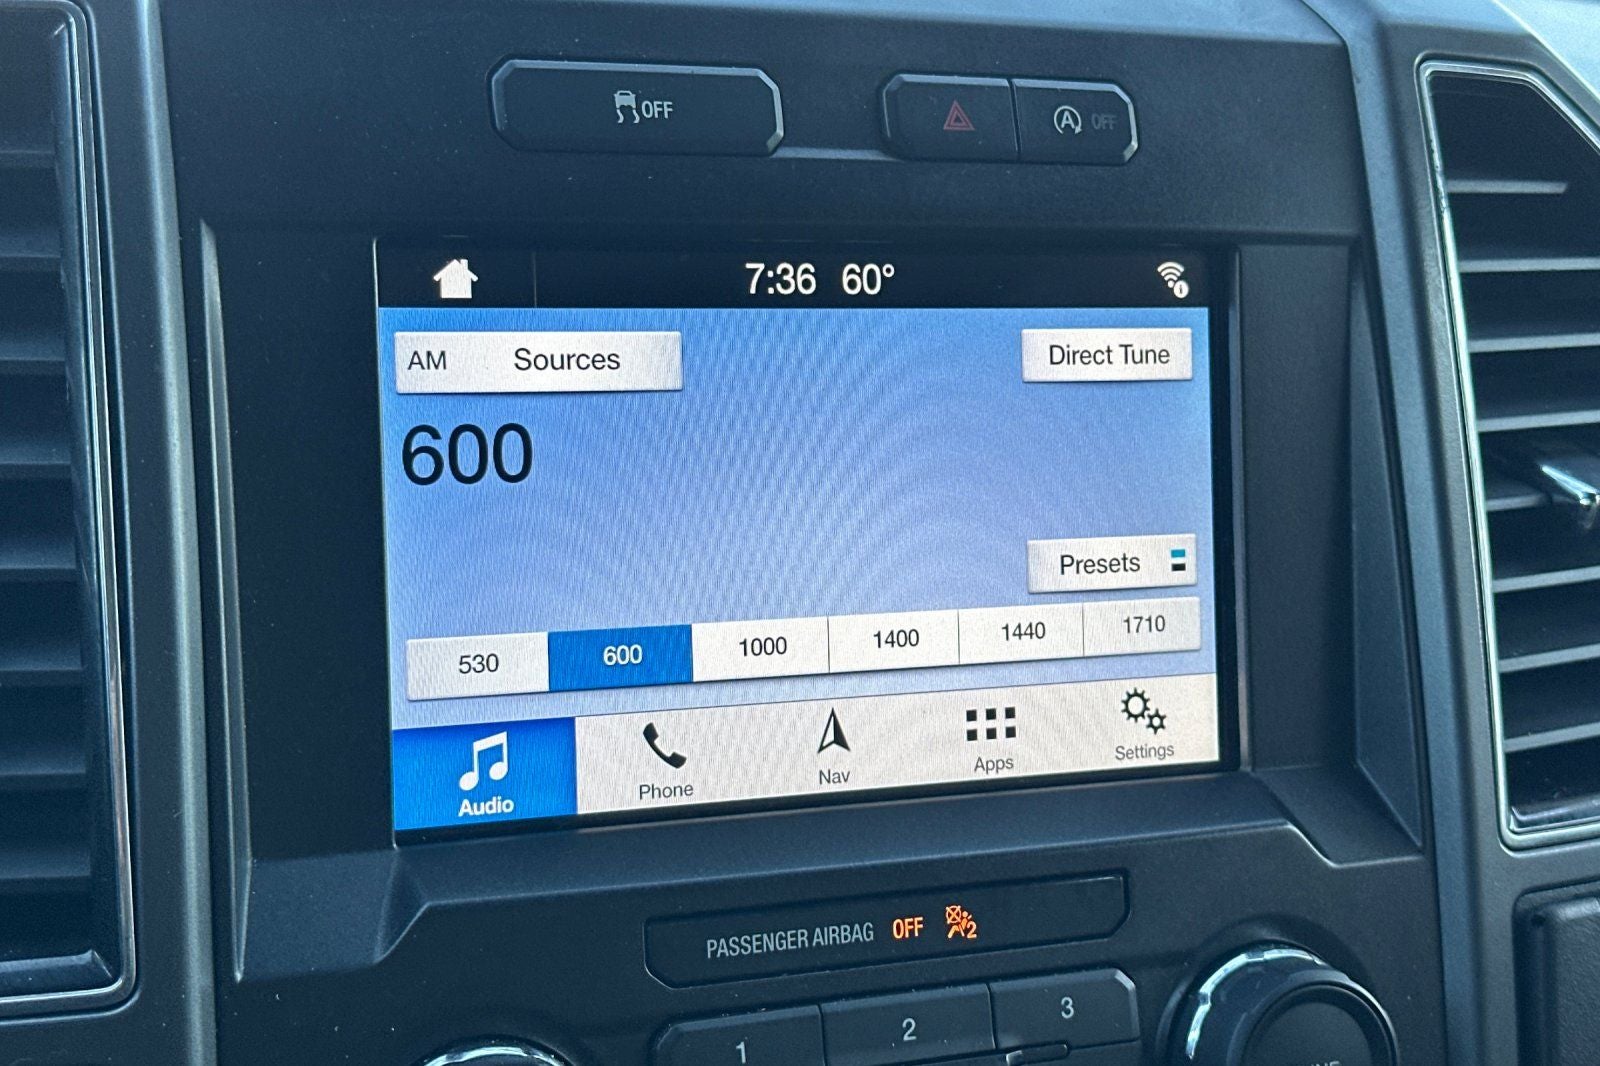 OFF
A OFF
7:36 60°
AM Sources
Direct Tune
600
Presets
530 600 1000 1400 1440 1710
Audio Phone Nav Apps Settings
PASSENGER AIRBAG OFF 2
1 2 3